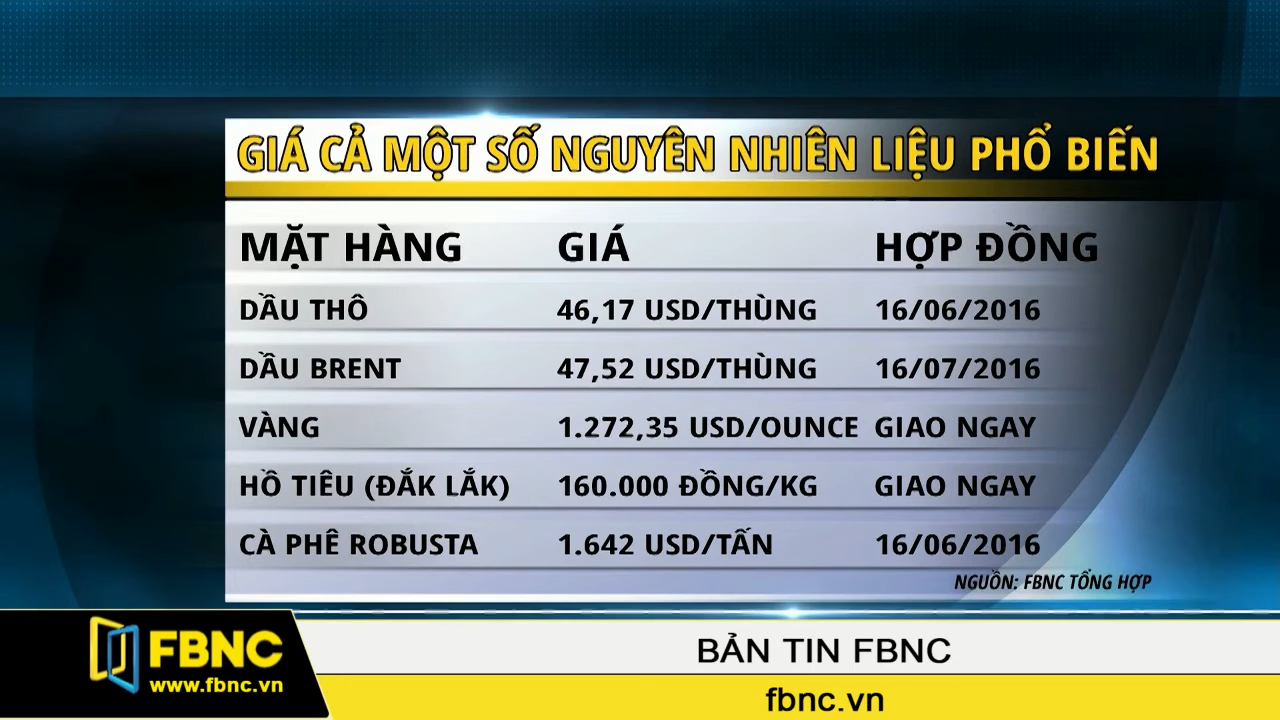 GIÁ CẢ MỘT SỐ NGUYÊN NHIÊN LIỆU PHỔ BIẾN
MẶT HÀNG GIÁ HỢP ĐỒNG
DẦU THÔ 46,17 USD/THÙNG 16/06/2016
DẦU BRENT 47,52 USD/THÙNG 16/07/2016
VÀNG 1.272,35 USD/OUNCE GIAO NGAY
HỒ TIÊU (ĐẮK LẮK) 160.000 ĐỒNG/KG GIAO NGAY
CÀ PHÊ ROBUSTA 1.642 USD/TẤN 16/06/2016
NGUỒN: FBNC TỔNG HỢP
FBNC
www.fbnc.vn
BẢN TIN FBNC
fbnc.vn